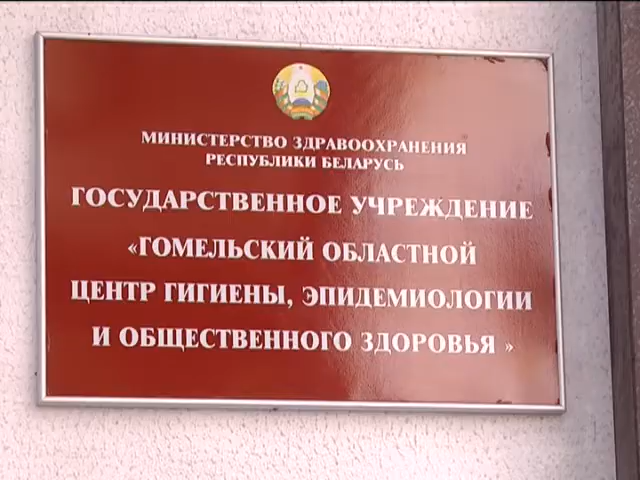 МИНИСТЕРСТВО ЗДРАВООХРАНЕНИЯ
РЕСПУБЛИКИ БЕЛАРУСЬ
ГОСУДАРСТВЕННОЕ УЧРЕЖДЕНИЕ
«ГОМЕЛЬСКИЙ ОБЛАСТНОЙ
ЦЕНТР ГИГИЕНЫ, ЭПИДЕМИОЛОГИИ
И ОБЩЕСТВЕННОГО ЗДОРОВЬЯ »